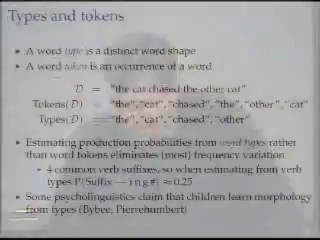 Types and tokens
A word type is a distinct word shape
A word token is an occurrence of a word
D = "the cat chased the other cat"
Tokens(D) = "the", "cat", "chased", "the", "other", "cat"
Types(D) = "the", "cat", "chased", "other"
Estimating production probabilities from word types rather
than word tokens eliminates (most) frequency variation
4 common verb suffixes, so when estimating from verb
types P(Suffix → i n g #) ≈ 0.25
Some psycholinguists claim that children learn morphology
from types (Bybee, Pierrehumbert)